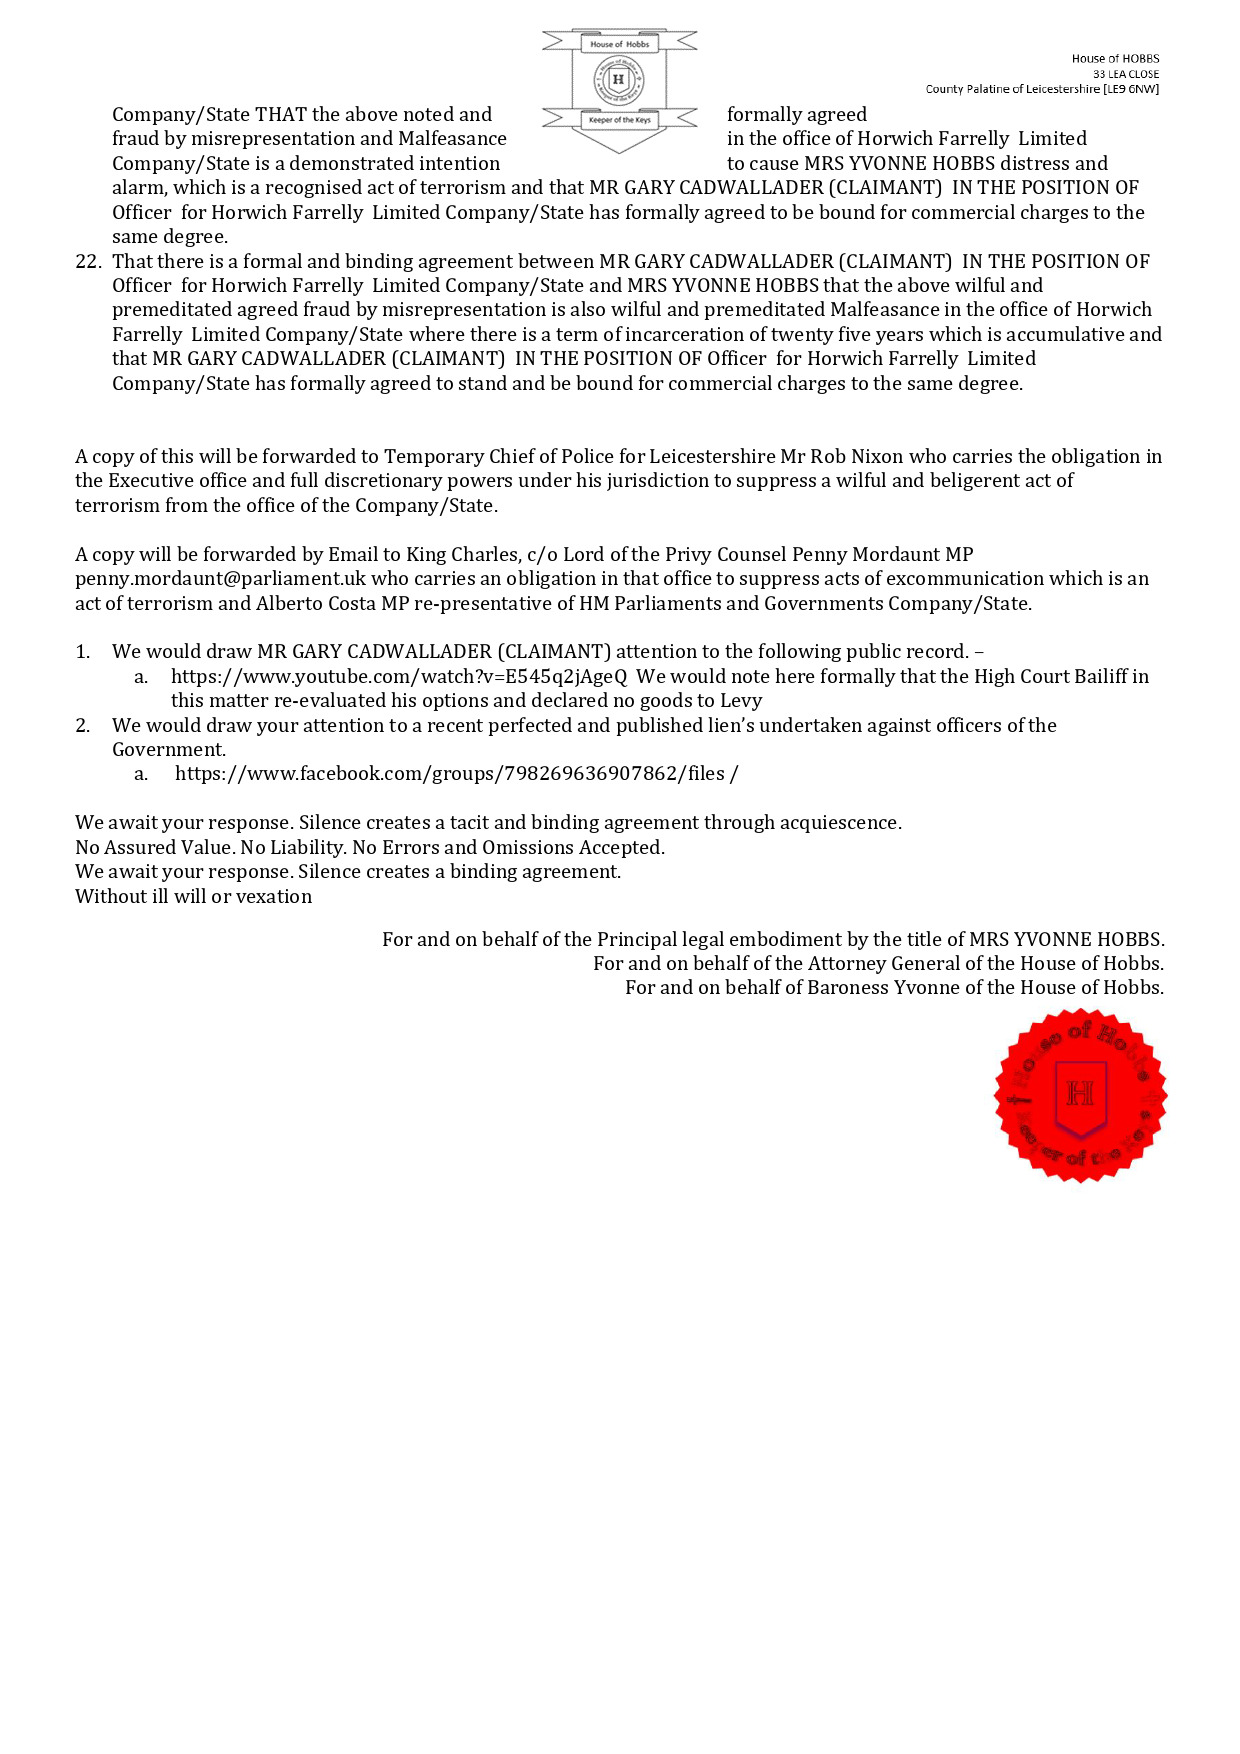 House of Hobbs
House of Hobbs
H
Keeper of the Keys
Keeper of the Keys
House of HOBBS
33 LEA CLOSE
County Palatine of Leicestershire [LE9 6NW]
Company/State THAT the above noted and formally agreed
fraud by misrepresentation and Malfeasance in the office of Horwich Farrelly Limited
Company/State is a demonstrated intention to cause MRS YVONNE HOBBS distress and
alarm, which is a recognised act of terrorism and that MR GARY CADWALLADER (CLAIMANT) IN THE POSITION OF
Officer for Horwich Farrelly Limited Company/State has formally agreed to be bound for commercial charges to the
same degree.
22. That there is a formal and binding agreement between MR GARY CADWALLADER (CLAIMANT) IN THE POSITION OF
Officer for Horwich Farrelly Limited Company/State and MRS YVONNE HOBBS that the above wilful and
premeditated agreed fraud by misrepresentation is also wilful and premeditated Malfeasance in the office of Horwich
Farrelly Limited Company/State where there is a term of incarceration of twenty five years which is accumulative and
that MR GARY CADWALLADER (CLAIMANT) IN THE POSITION OF Officer for Horwich Farrelly Limited
Company/State has formally agreed to stand and be bound for commercial charges to the same degree.
A copy of this will be forwarded to Temporary Chief of Police for Leicestershire Mr Rob Nixon who carries the obligation in
the Executive office and full discretionary powers under his jurisdiction to suppress a wilful and beligerent act of
terrorism from the office of the Company/State.
A copy will be forwarded by Email to King Charles, c/o Lord of the Privy Counsel Penny Mordaunt MP
penny.mordaunt@parliament.uk who carries an obligation in that office to suppress acts of excommunication which is an
act of terrorism and Alberto Costa MP re-presentative of HM Parliaments and Governments Company/State.
1. We would draw MR GARY CADWALLADER (CLAIMANT) attention to the following public record. –
a. https://www.youtube.com/watch?v=E545q2jAgeQ We would note here formally that the High Court Bailiff in
this matter re-evaluated his options and declared no goods to Levy
2. We would draw your attention to a recent perfected and published lien's undertaken against officers of the
Government.
a. https://www.facebook.com/groups/798269636907862/files /
We await your response. Silence creates a tacit and binding agreement through acquiescence.
No Assured Value. No Liability. No Errors and Omissions Accepted.
We await your response. Silence creates a binding agreement.
Without ill will or vexation
For and on behalf of the Principal legal embodiment by the title of MRS YVONNE HOBBS.
For and on behalf of the Attorney General of the House of Hobbs.
For and on behalf of Baroness Yvonne of the House of Hobbs.
House of Hobbs
H
Keeper of the Keys